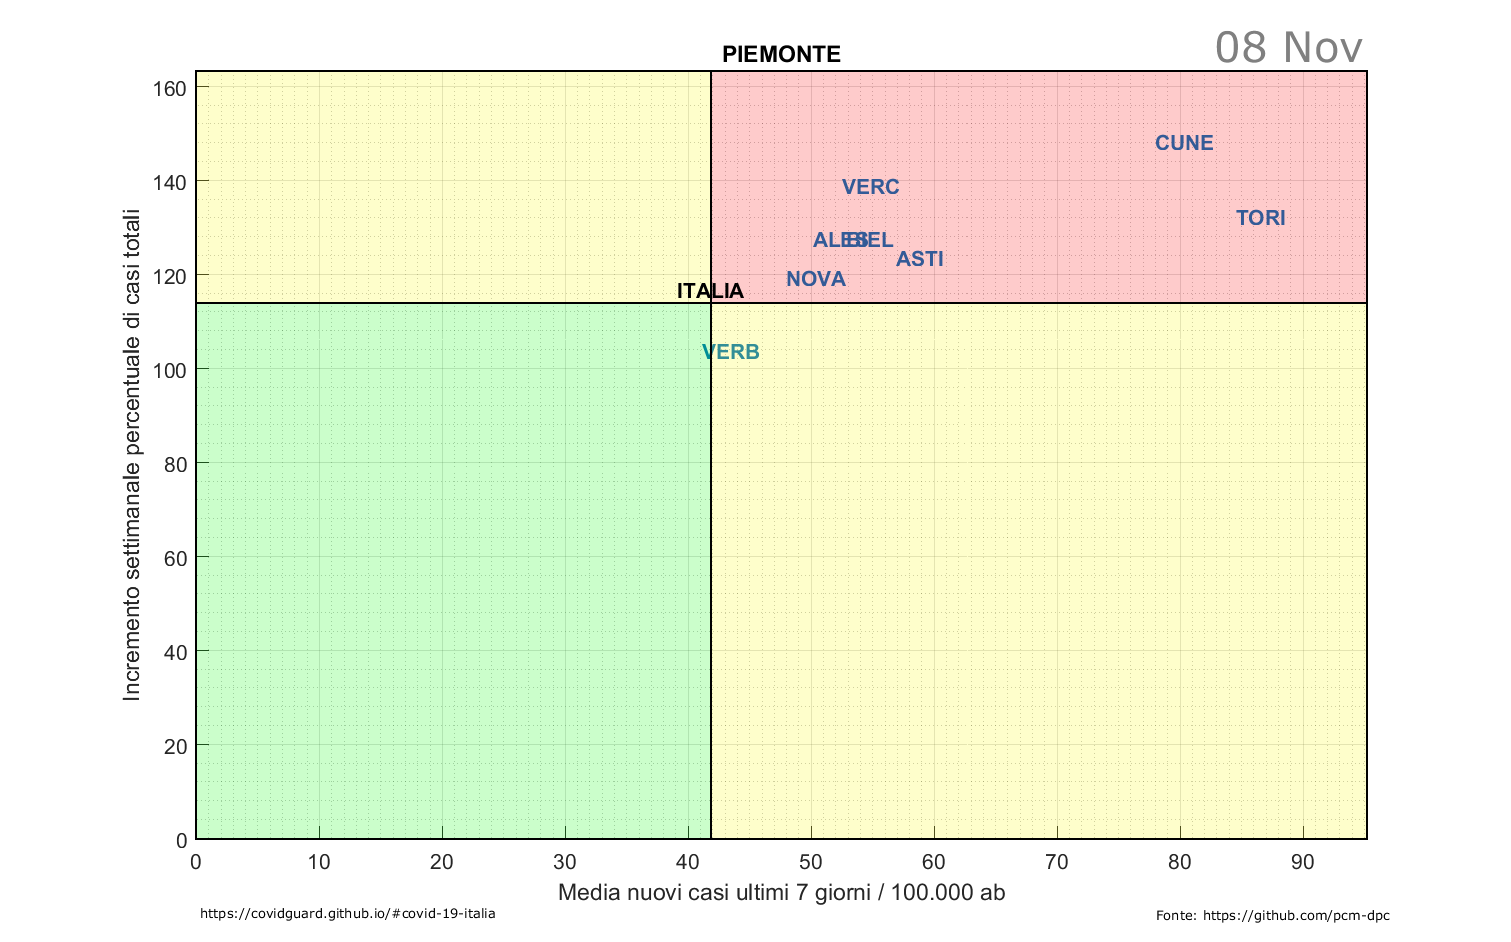 08 Nov
PIEMONTE
160
140
120
100
80
60
40
20
0
Incremento settimanale percentuale di casi totali
CUNE
VERC
TORI
BIEL
ASTI
NOVA
ITALIA
VERB
0 10 20 30 40 50 60 70 80 90
Media nuovi casi ultimi 7 giorni / 100.000 ab
https://covidguard.github.io/#covid-19-italia
Fonte: https://github.com/pcm-dpc